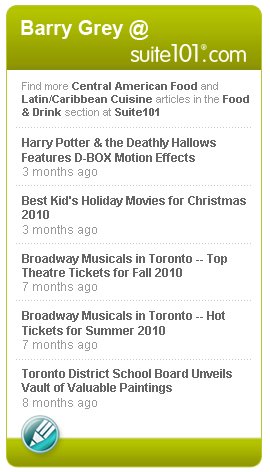 Barry Grey @
suite101®.com
Find more Central American Food and
Latin/Caribbean Cuisine articles in the Food
& Drink section at Suite101
Harry Potter & the Deathly Hallows
Features D-BOX Motion Effects
3 months ago
Best Kid's Holiday Movies for Christmas
2010
3 months ago
Broadway Musicals in Toronto -- Top
Theatre Tickets for Fall 2010
7 months ago
Broadway Musicals in Toronto -- Hot
Tickets for Summer 2010
7 months ago
Toronto District School Board Unveils
Vault of Valuable Paintings
8 months ago